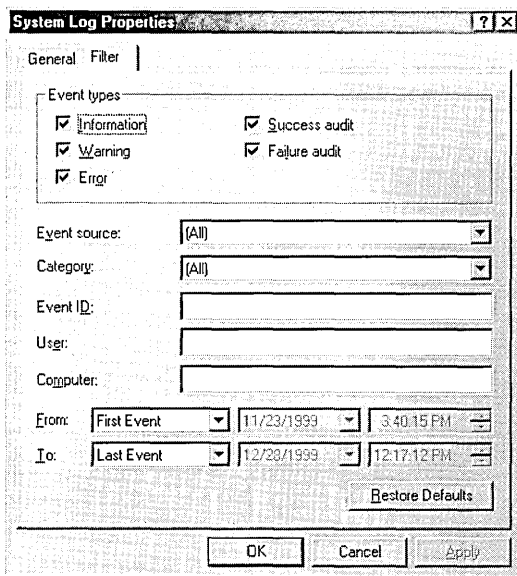 System Log Properties
General Filter
Event types
Information
Success audit
Warning
Failure audit
Error
Event source: (All)
Category: (All)
Event ID:
User:
Computer:
From: First Event 11/23/1999 3:40:15 PM
To: Last Event 12/28/1999 12:17:12 PM
Restore Defaults
OK Cancel Apply